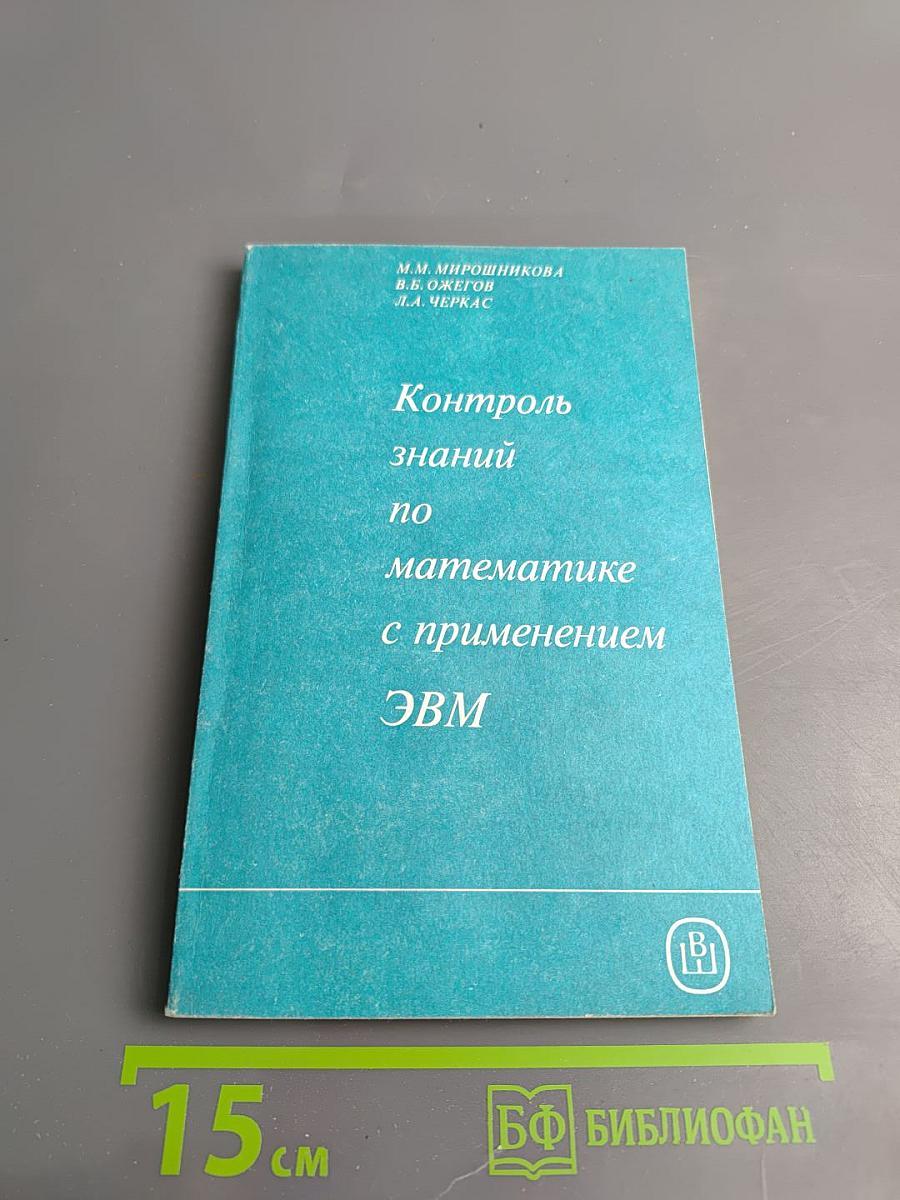 М.М. МИРОШНИКОВА
В.Б. ОЖЕГОВ
Л.А. ЧЕРКАС
Контроль
знаний
по
математике
с применением
ЭВМ
ВШ
15 см
БФ БИБЛИОФАН